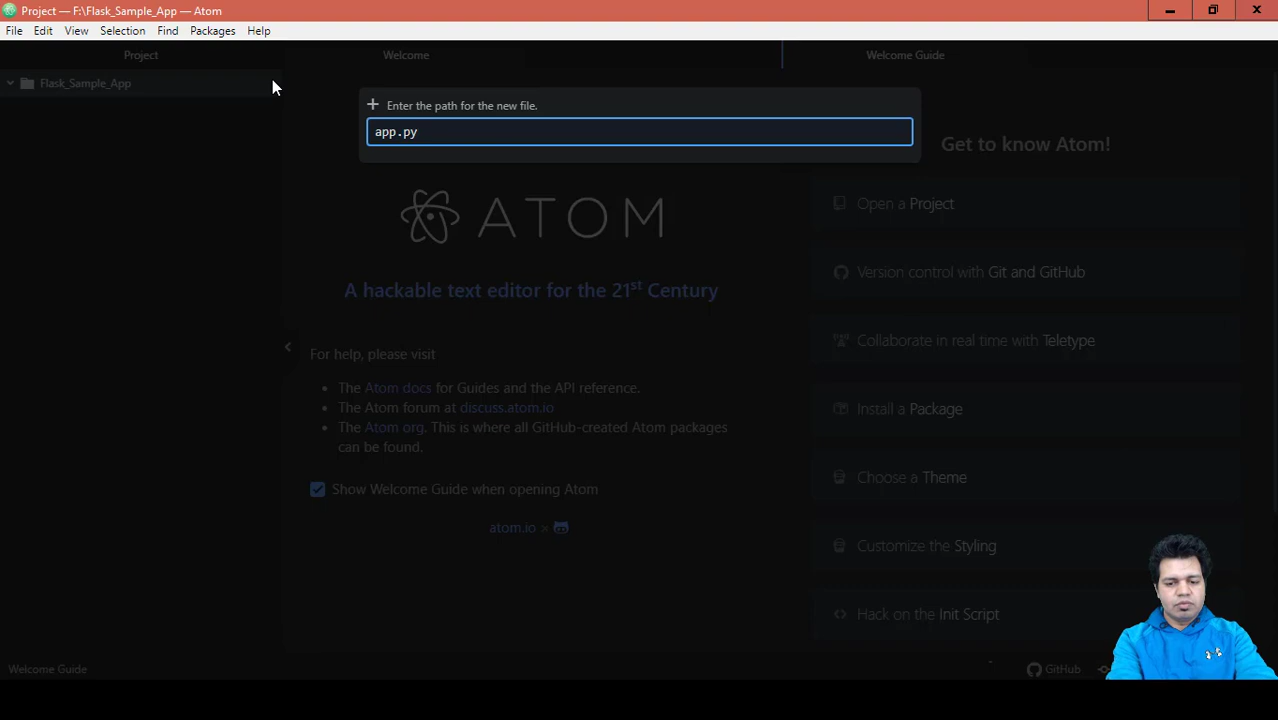 Project — F:\Flask_Sample_App — Atom
File Edit View Selection Find Packages Help
Project
Welcome
Welcome Guide
Flask_Sample_App
Enter the path for the new file.
app.py
Get to know Atom!
ATOM
A hackable text editor for the 21st Century
For help, please visit
• The Atom docs for Guides and the API reference.
• The Atom forum at discuss.atom.io
• The Atom org. This is where all GitHub-created Atom packages
can be found.
Show Welcome Guide when opening Atom
atom.io ×
Open a Project
Version control with Git and GitHub
Collaborate in real time with Teletype
Install a Package
Choose a Theme
Customize the Styling
Hack on the Init Script
Welcome Guide
GitHub